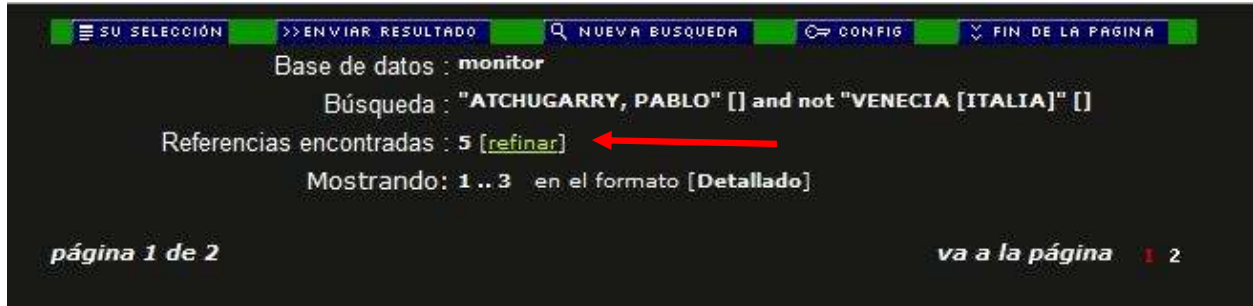 SU SELECCIÓN >>ENVIAR RESULTADO NUEVA BUSQUEDA CONFIG FIN DE LA PAGINA
Base de datos : monitor
Búsqueda : "ATCHUGARRY, PABLO" [] and not "VENECIA [ITALIA]" []
Referencias encontradas : 5 [refinar]
Mostrando: 1 .. 3 en el formato [Detallado]
página 1 de 2 va a la página 1 2